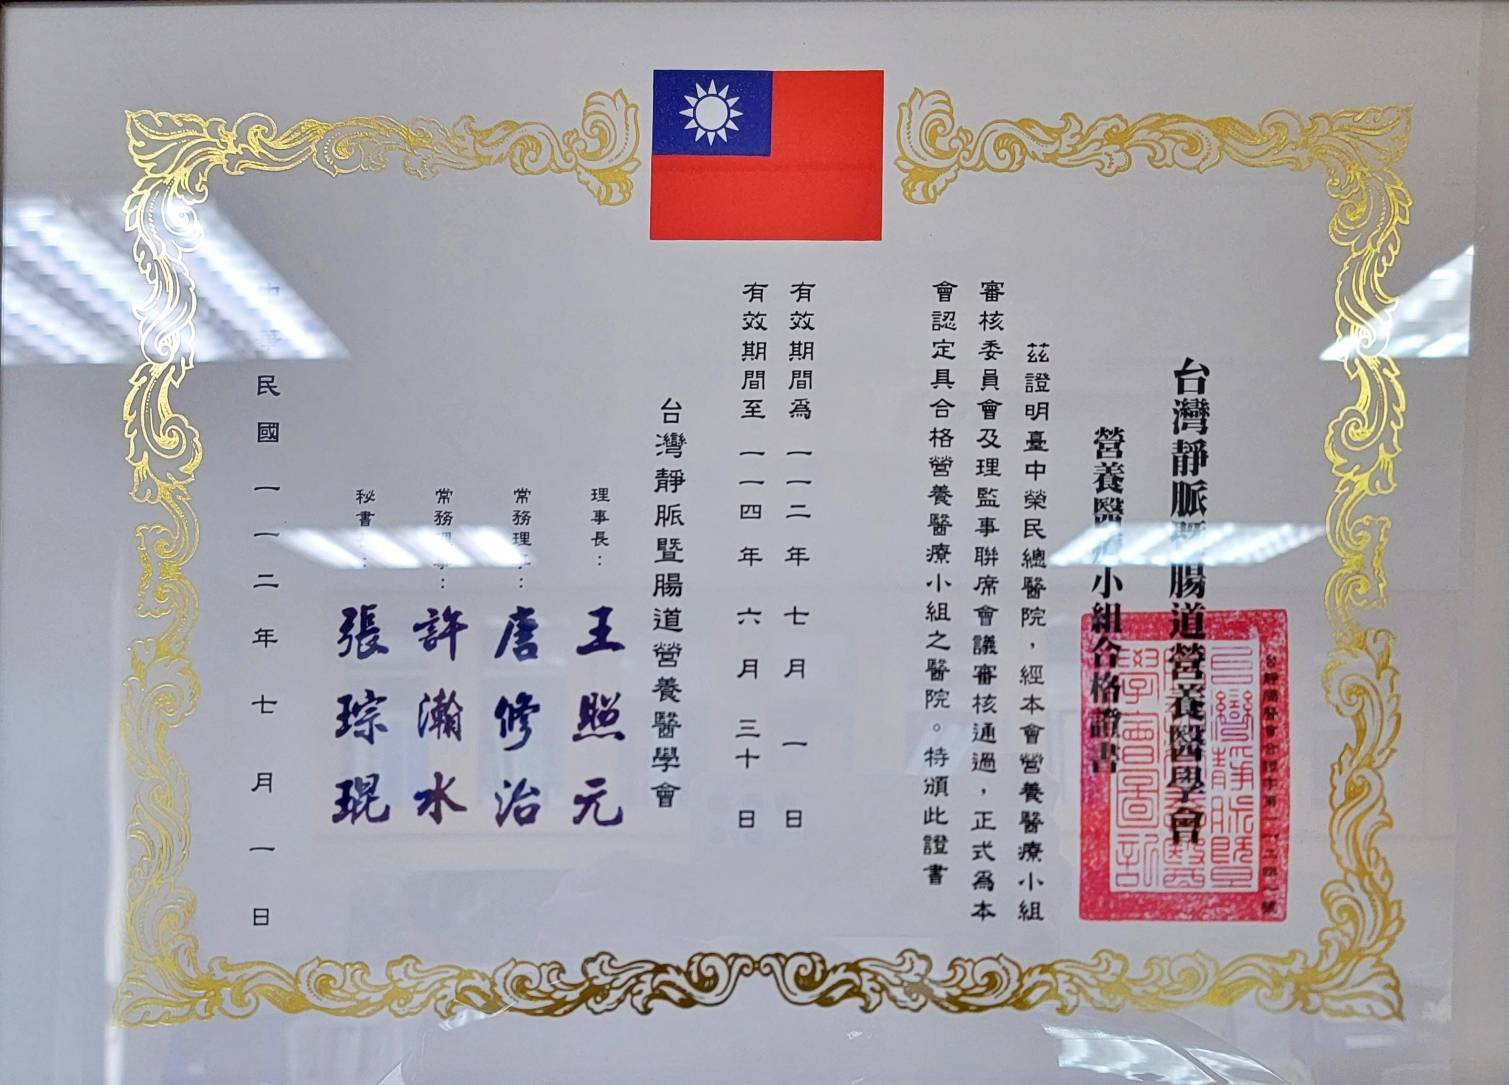 台灣靜脈暨腸道營養醫學會
營養醫療小組合格證書
茲證明臺中榮民總醫院，經本會營養醫療小組
審核委員會及理監事聯席會議審核通過，正式為本
會認定具合格營養醫療小組之醫院。特頒此證書
有效期間為 一一二年 七月 一 日
有效期間至 一一四年 六月 三十日
台灣靜脈暨腸道營養醫學會
理事長：王照元
常務理事：唐修治
常務理事：許瀚水
秘書：張琮琨
中華民國一一二年七月一日